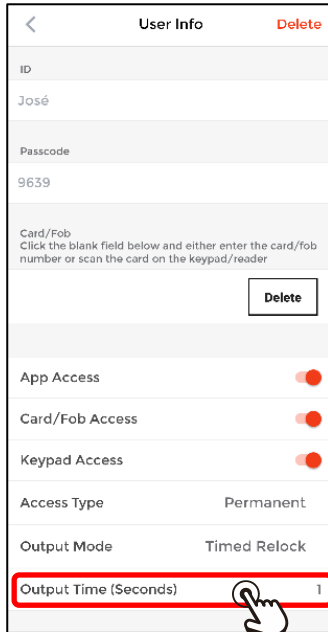 User Info
Delete
ID
José
Passcode
9639
Card/Fob
Click the blank field below and either enter the card/fob
number or scan the card on the keypad/reader
Delete
App Access
Card/Fob Access
Keypad Access
Access Type Permanent
Output Mode Timed Relock
Output Time (Seconds) 1